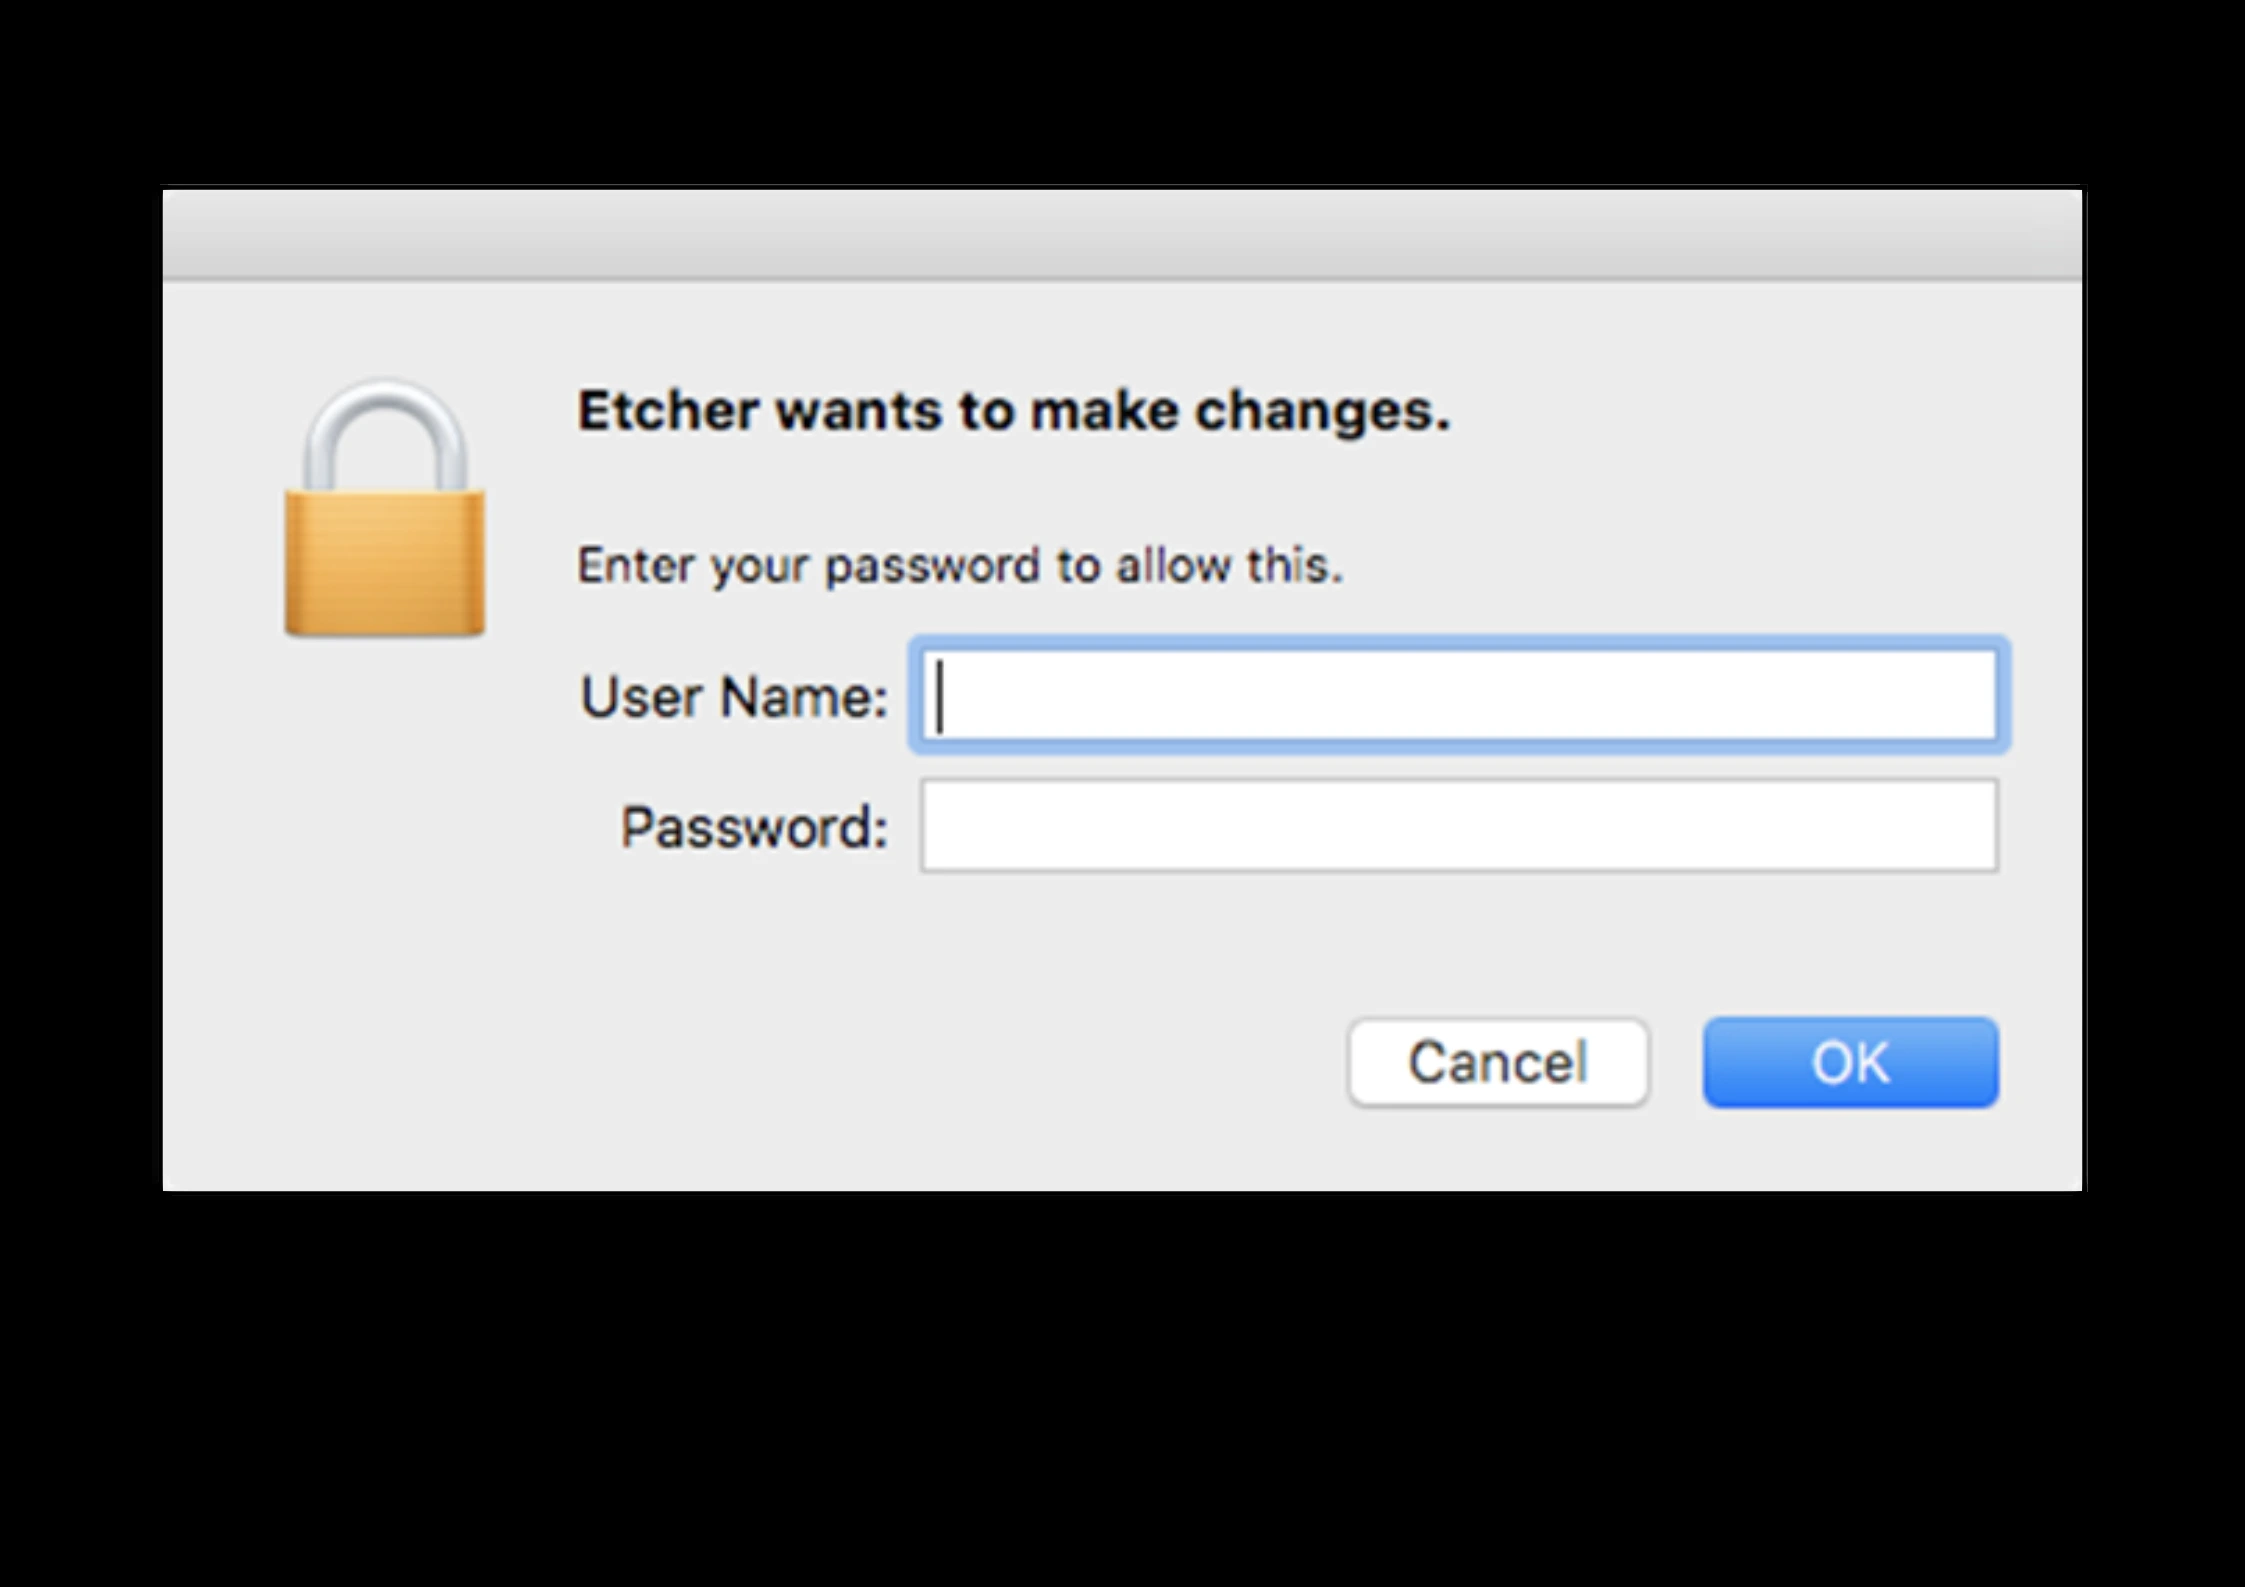 Etcher wants to make changes.
Enter your password to allow this.
User Name:
Password:
Cancel
OK